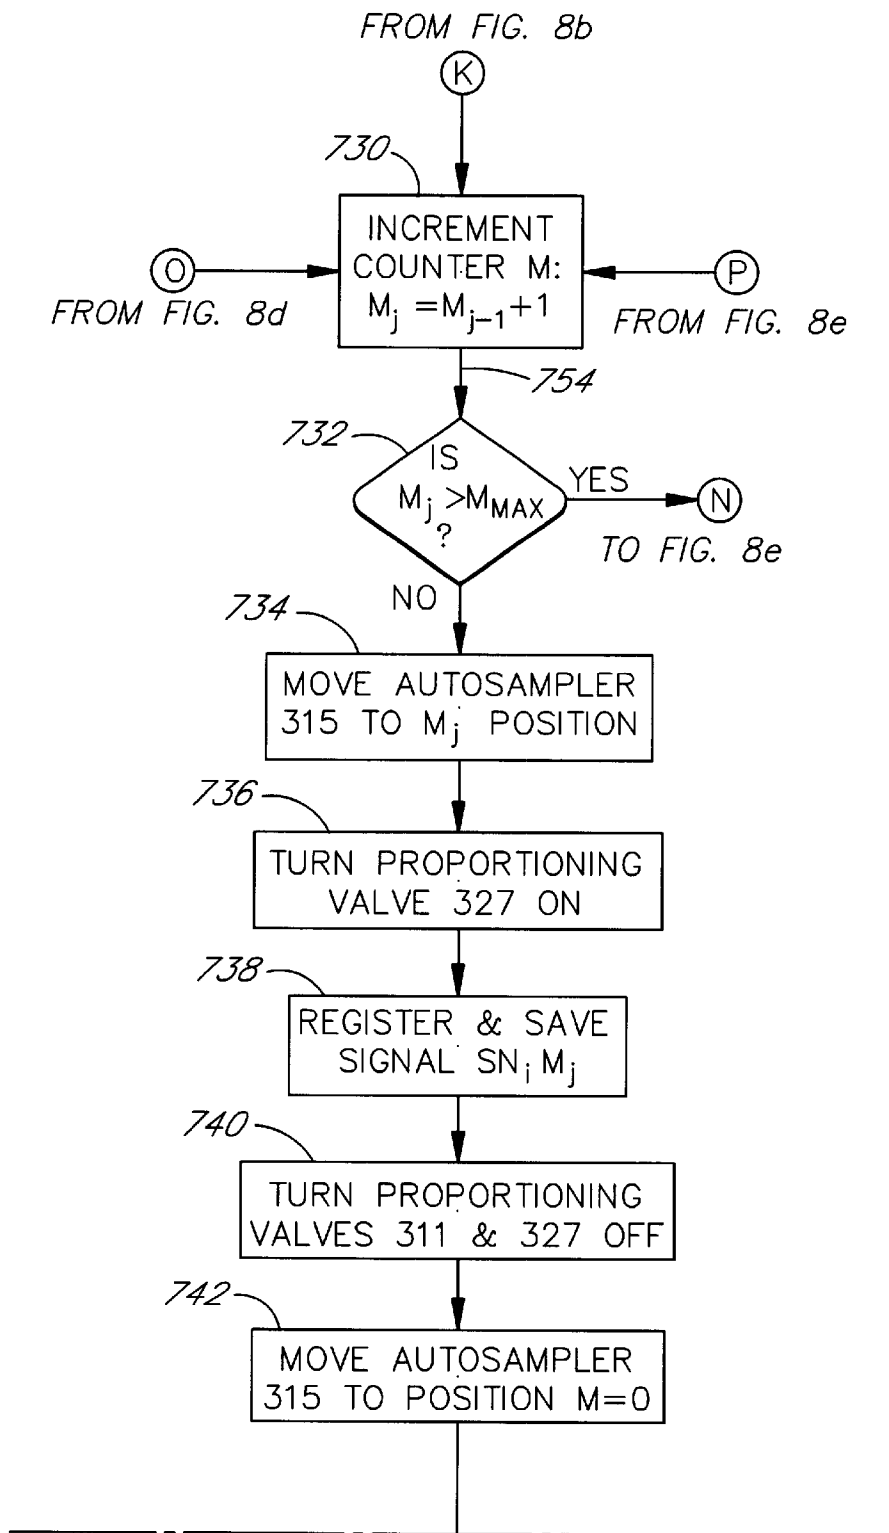 FROM FIG. 8b
K
730
INCREMENT
COUNTER M:
Mj =Mj-1+1
O
FROM FIG. 8d
P
FROM FIG. 8e
754
732
IS
Mj >MMAX
?
YES
N
TO FIG. 8e
NO
734
MOVE AUTOSAMPLER
315 TO Mj POSITION
736
TURN PROPORTIONING
VALVE 327 ON
738
REGISTER & SAVE
SIGNAL SNi Mj
740
TURN PROPORTIONING
VALVES 311 & 327 OFF
742
MOVE AUTOSAMPLER
315 TO POSITION M=0